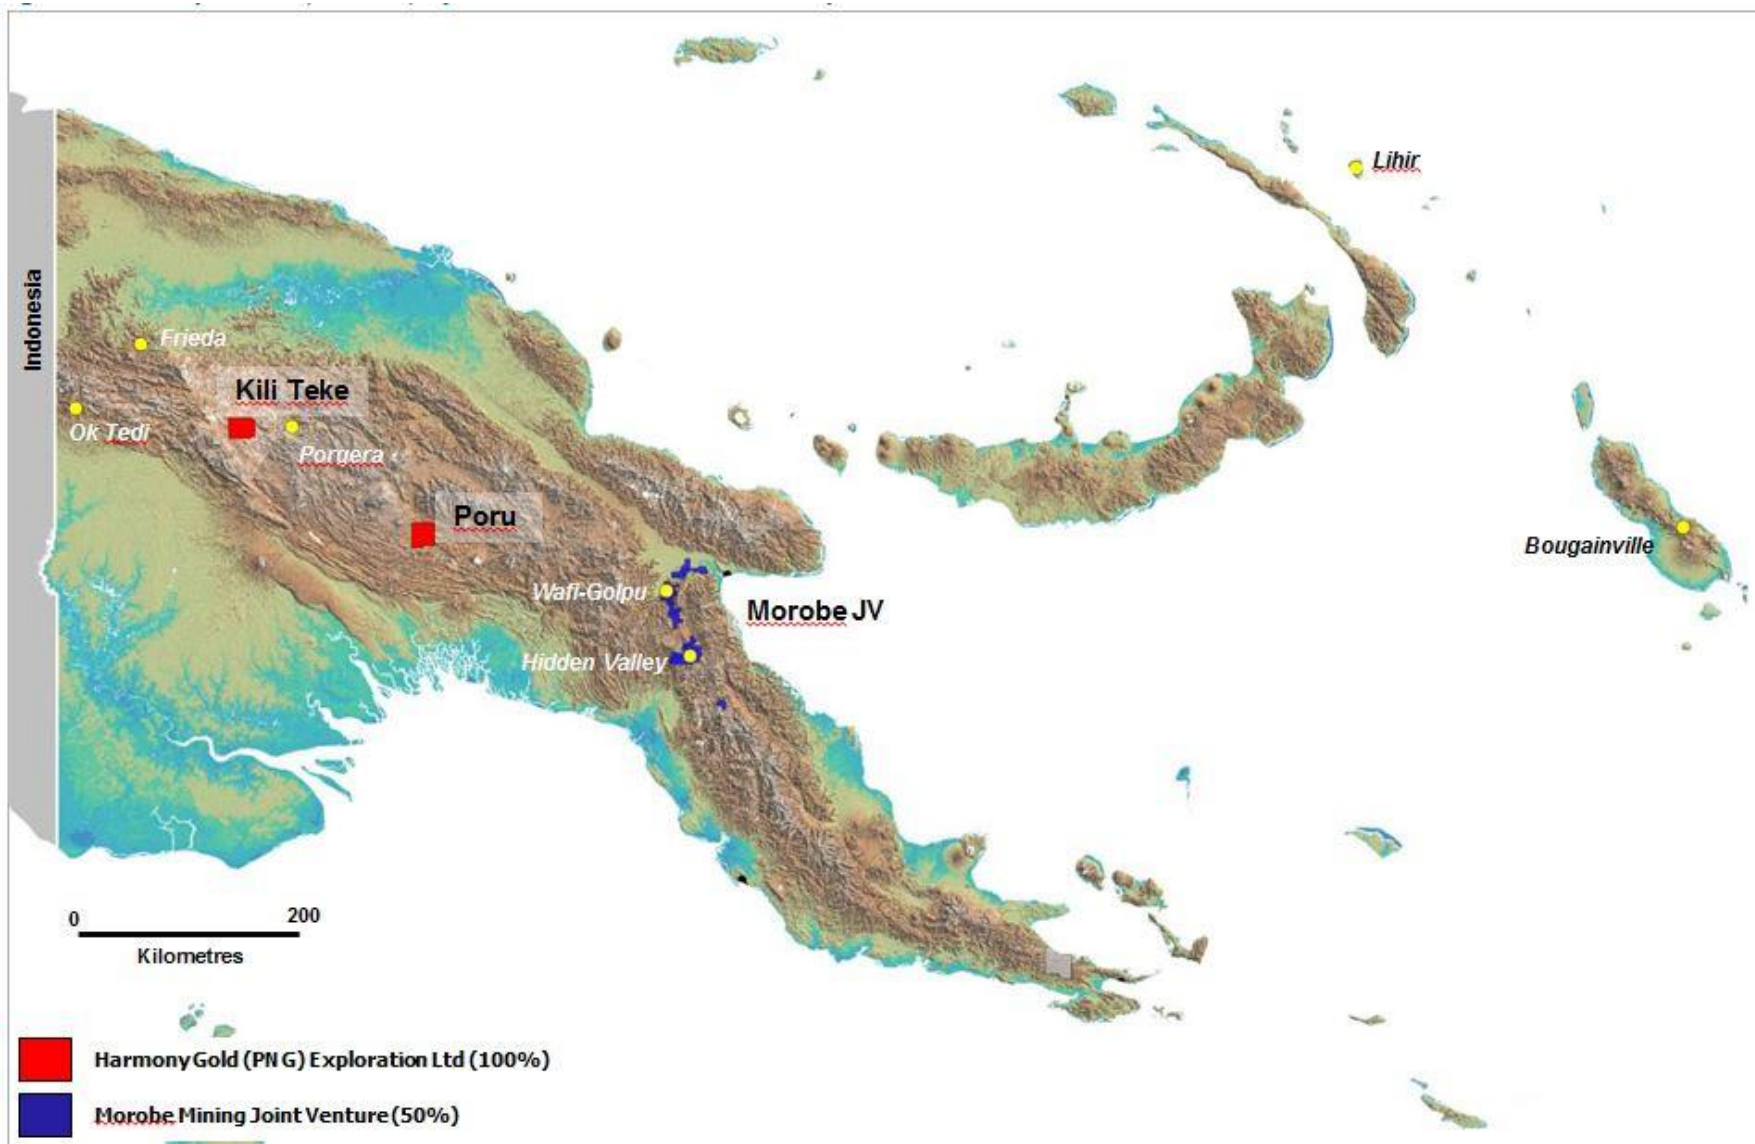 Lihir
Indonesia
Frieda
Kili Teke
Ok Tedi
Porgera
Poru
Bougainville
Wafi-Golpu
Morobe JV
Hidden Valley
0 200
Kilometres
Harmony Gold (PNG) Exploration Ltd (100%)
Morobe Mining Joint Venture (50%)